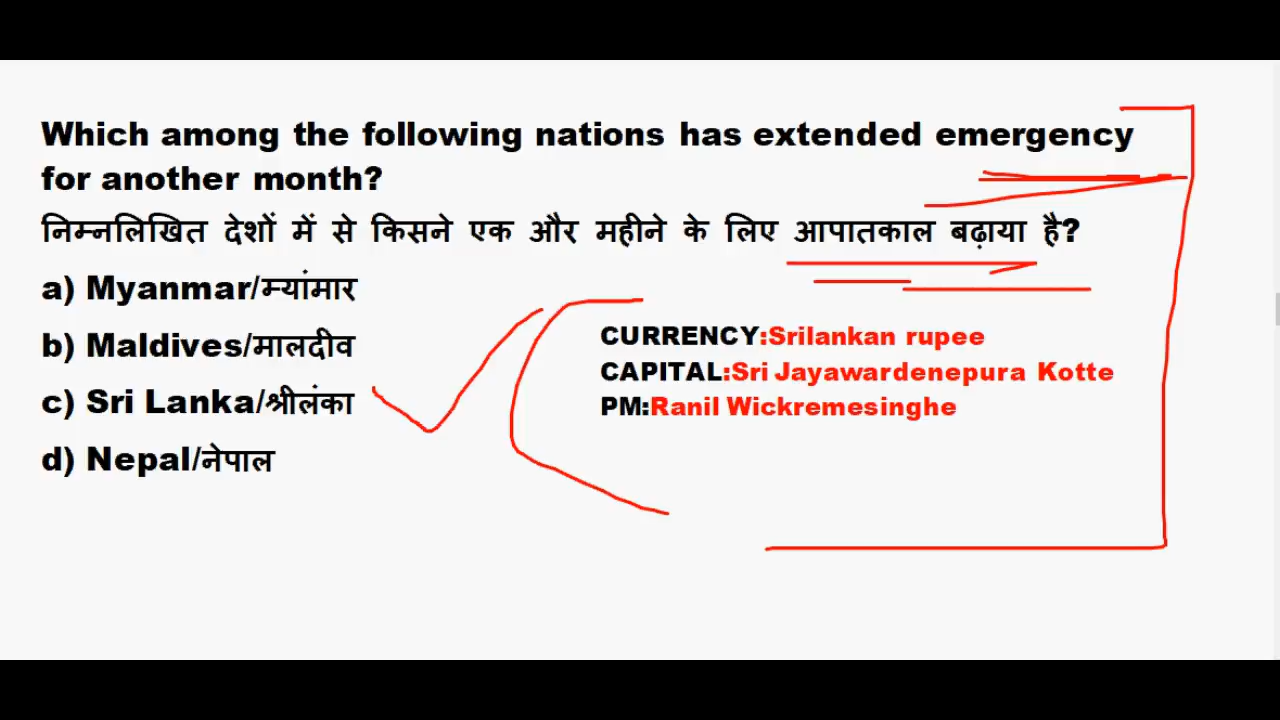 Which among the following nations has extended emergency
for another month?
निम्नलिखित देशों में से किसने एक और महीने के लिए आपातकाल बढ़ाया है?
a) Myanmar/म्यांमार
b) Maldives/मालदीव
c) Sri Lanka/श्रीलंका
d) Nepal/नेपाल
CURRENCY:Srilankan rupee
CAPITAL:Sri Jayawardenepura Kotte
PM:Ranil Wickremesinghe